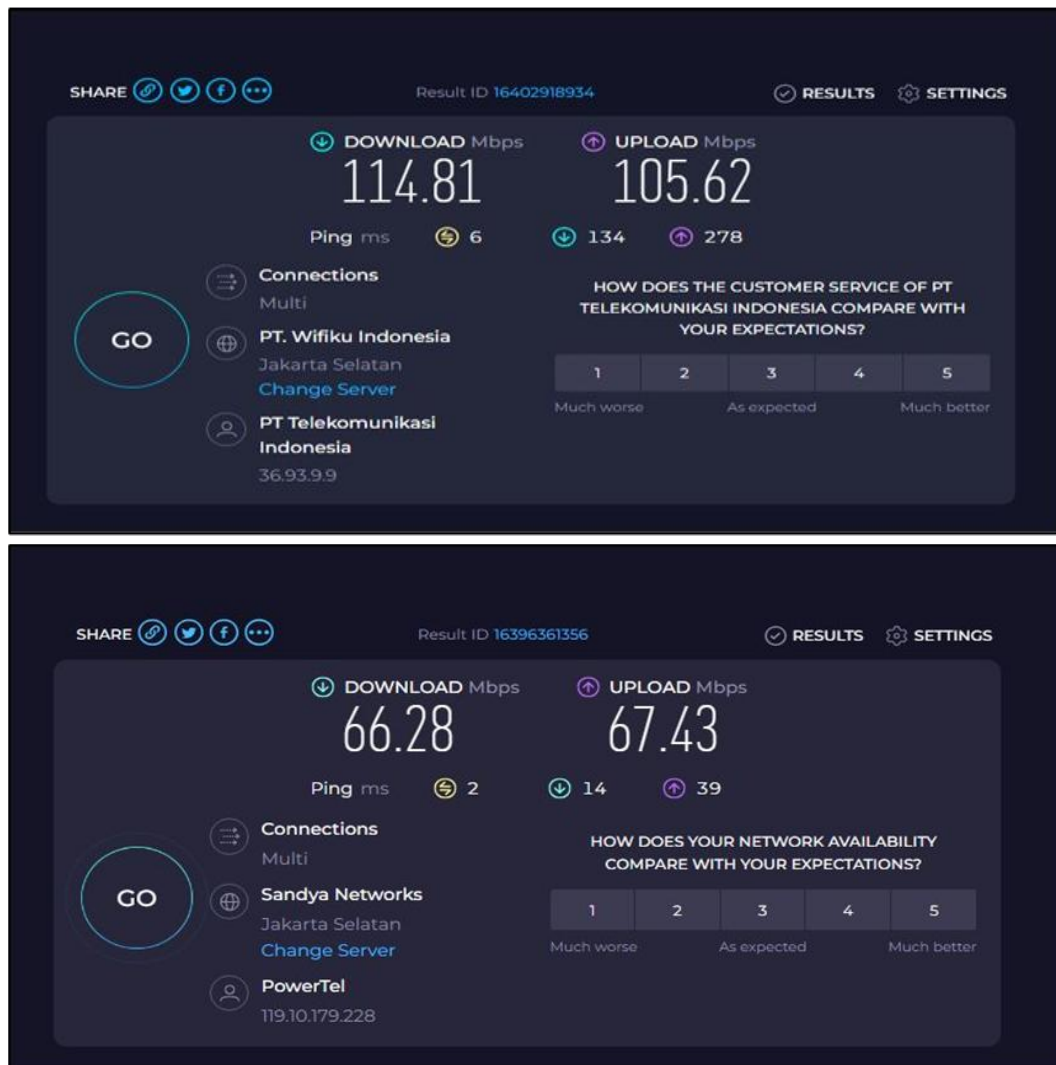 SHARE Result ID 16402918934 RESULTS SETTINGS
DOWNLOAD Mbps UPLOAD Mbps
114.81 105.62
Ping ms 6 134 278
Connections
Multi
PT. Wifiku Indonesia
Jakarta Selatan
Change Server
PT Telekomunikasi
Indonesia
36.93.9.9
GO
HOW DOES THE CUSTOMER SERVICE OF PT
TELEKOMUNIKASI INDONESIA COMPARE WITH
YOUR EXPECTATIONS?
1 2 3 4 5
Much worse As expected Much better
SHARE Result ID 16396361356 RESULTS SETTINGS
DOWNLOAD Mbps UPLOAD Mbps
66.28 67.43
Ping ms 2 14 39
Connections
Multi
Sandya Networks
Jakarta Selatan
Change Server
PowerTel
119.10.179.228
GO
HOW DOES YOUR NETWORK AVAILABILITY
COMPARE WITH YOUR EXPECTATIONS?
1 2 3 4 5
Much worse As expected Much better